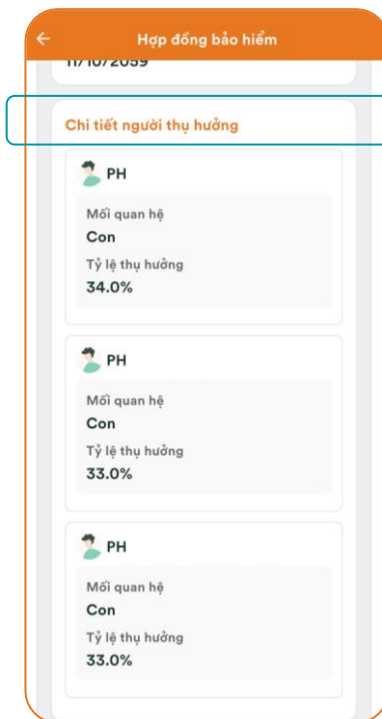 Hợp đồng bảo hiểm
11/10/2059
Chi tiết người thụ hưởng
PH
Mối quan hệ
Con
Tỷ lệ thụ hưởng
34.0%
PH
Mối quan hệ
Con
Tỷ lệ thụ hưởng
33.0%
PH
Mối quan hệ
Con
Tỷ lệ thụ hưởng
33.0%